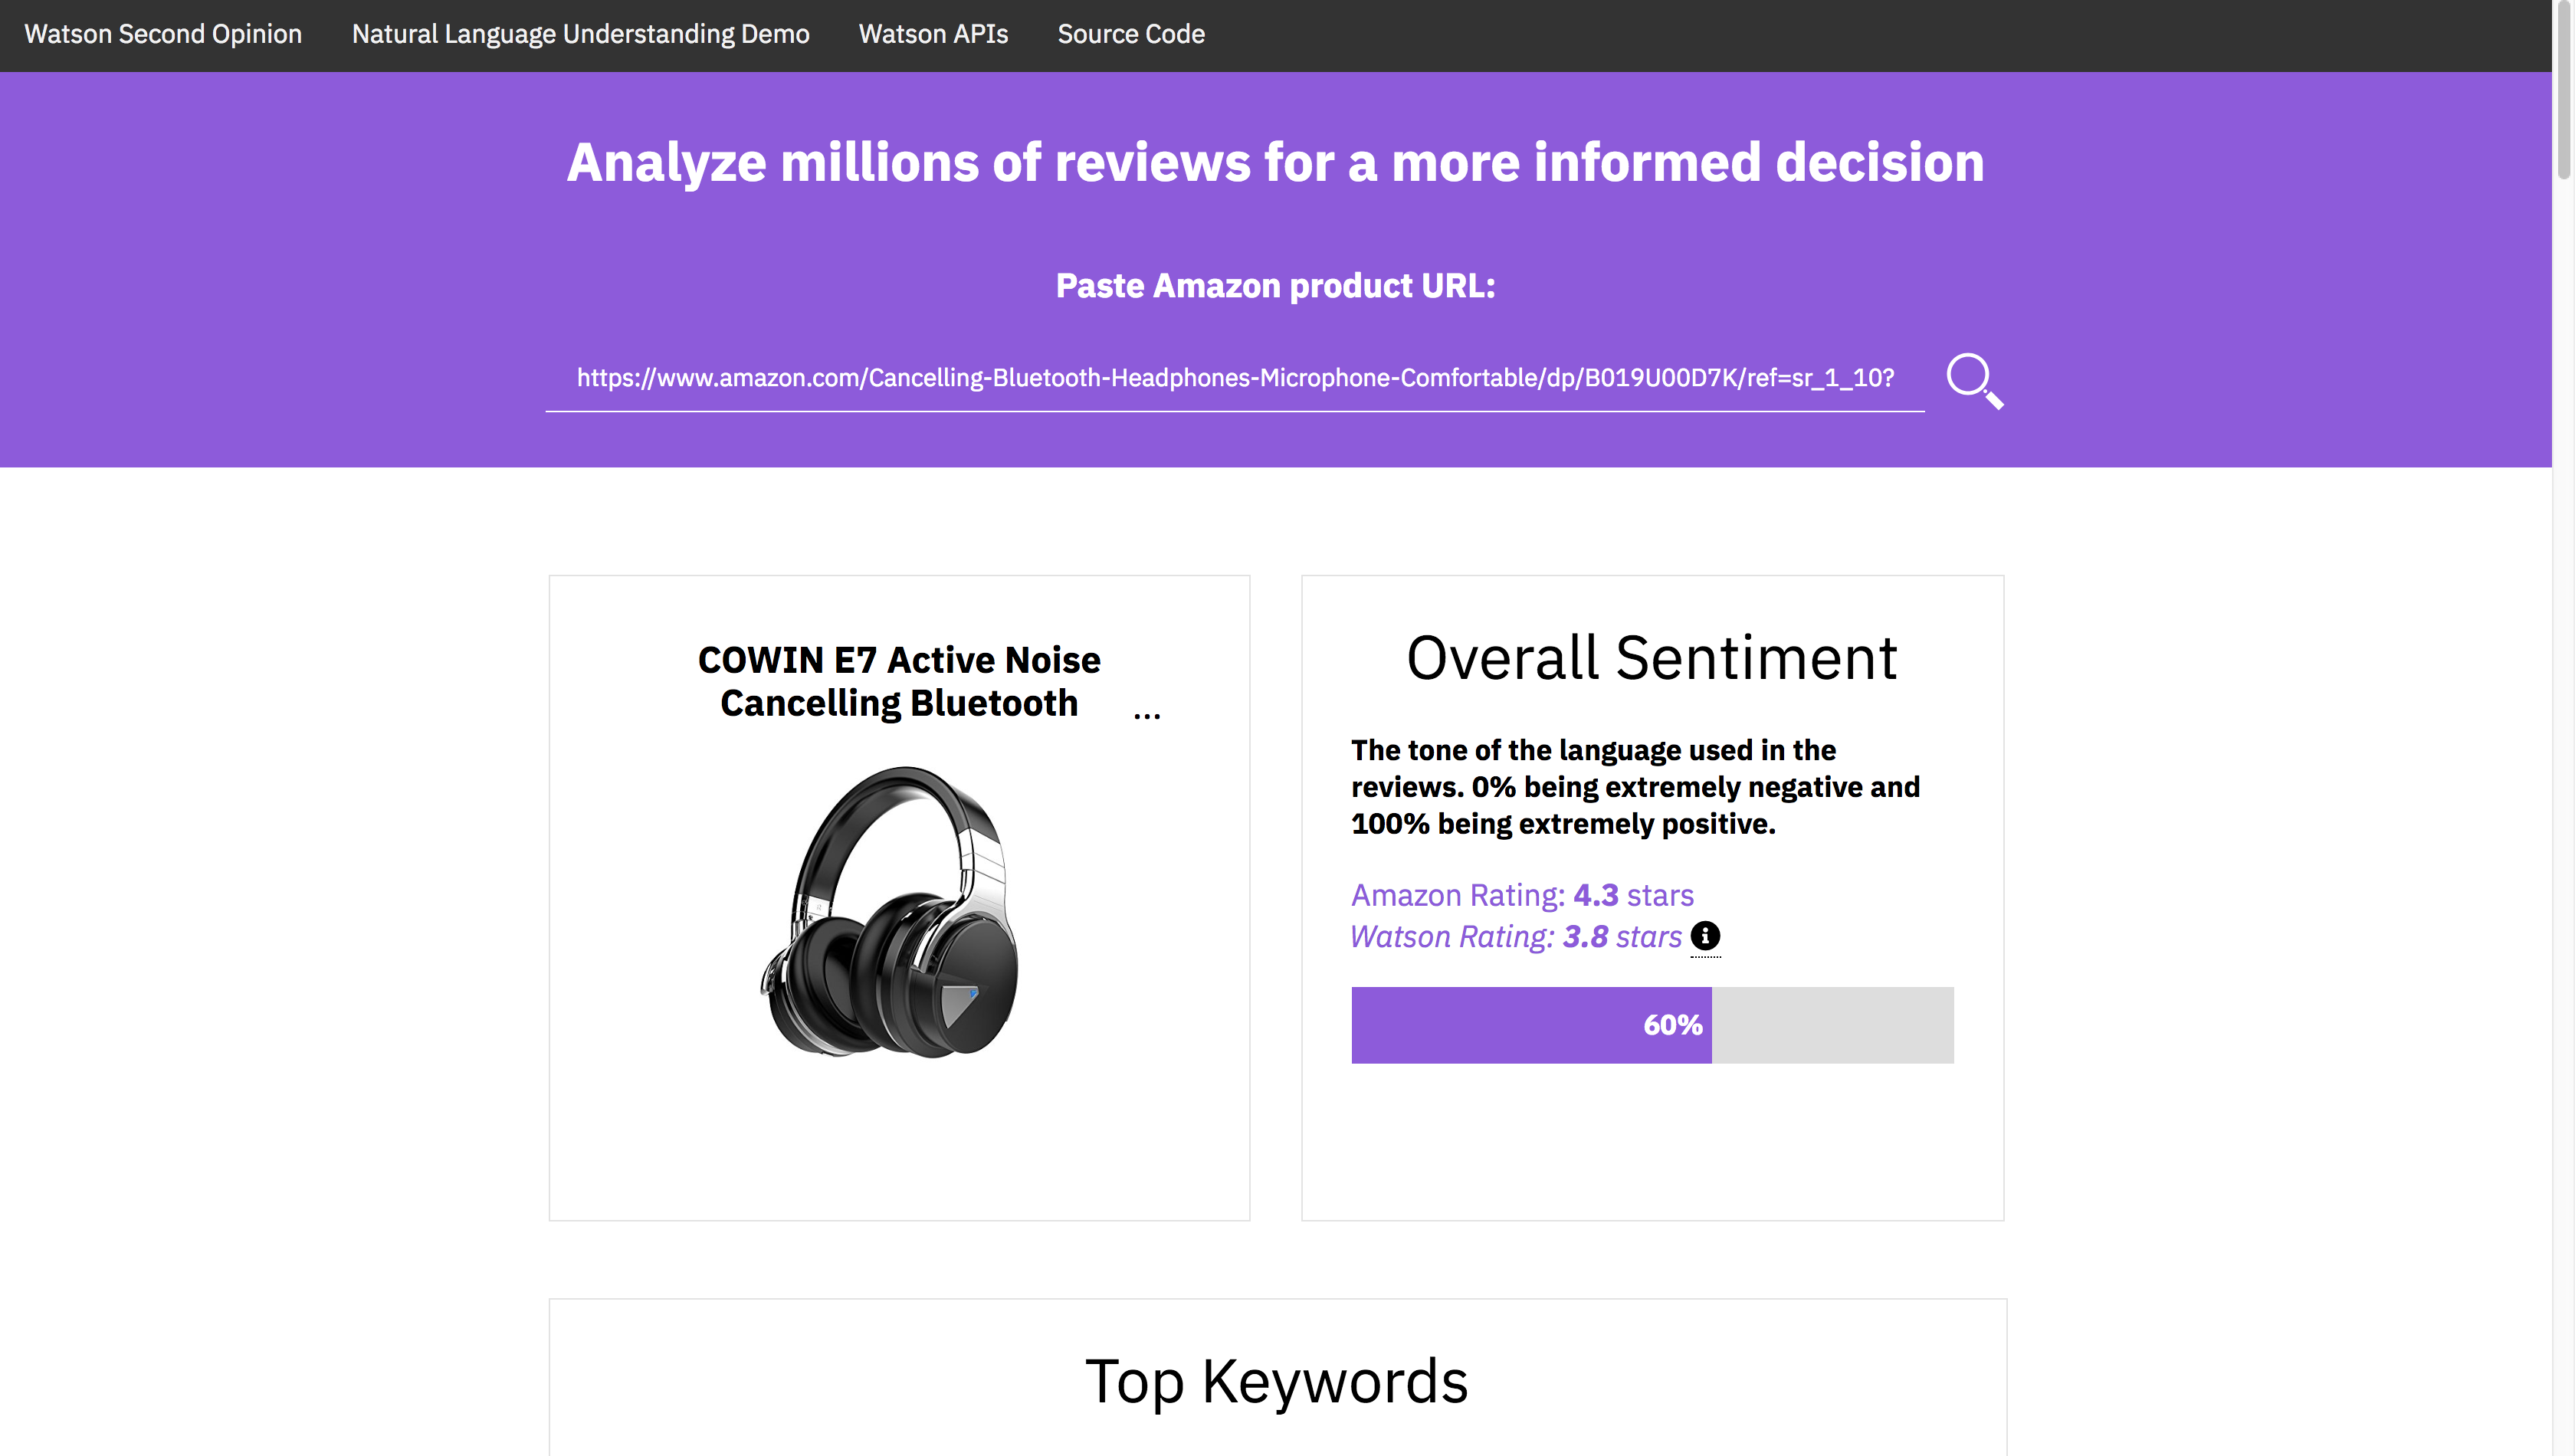 Watson Second Opinion
Natural Language Understanding Demo
Watson APIs
Source Code
Analyze millions of reviews for a more informed decision
Paste Amazon product URL:
https://www.amazon.com/Cancelling-Bluetooth-Headphones-Microphone-Comfortable/dp/B019U00D7K/ref=sr_1_10?
COWIN E7 Active Noise
Cancelling Bluetooth ...
Overall Sentiment
The tone of the language used in the
reviews. 0% being extremely negative and
100% being extremely positive.
Amazon Rating: 4.3 stars
Watson Rating: 3.8 stars
60%
Top Keywords